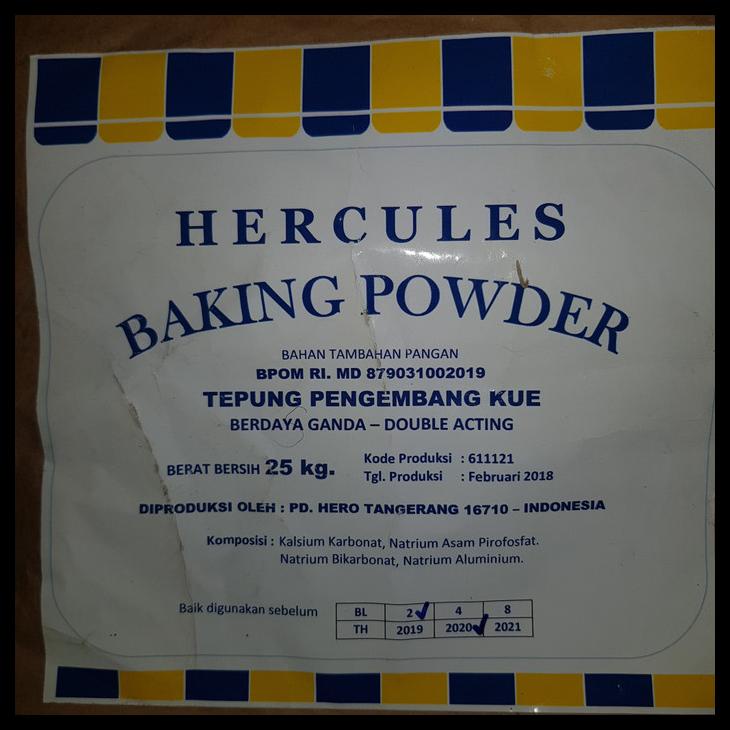 HERCULES
BAKING POWDER
BAHAN TAMBAHAN PANGAN
BPOM RI. MD 879031002019
TEPUNG PENGEMBANG KUE
BERDAYA GANDA – DOUBLE ACTING
BERAT BERSIH 25 kg.
Kode Produksi : 611121
Tgl. Produksi : Februari 2018
DIPRODUKSI OLEH : PD. HERO TANGERANG 16710 – INDONESIA
Komposisi : Kalsium Karbonat, Natrium Asam Pirofosfat.
Natrium Bikarbonat, Natrium Aluminium.
Baik digunakan sebelum
BL 2 4 8
TH 2019 2020 2021